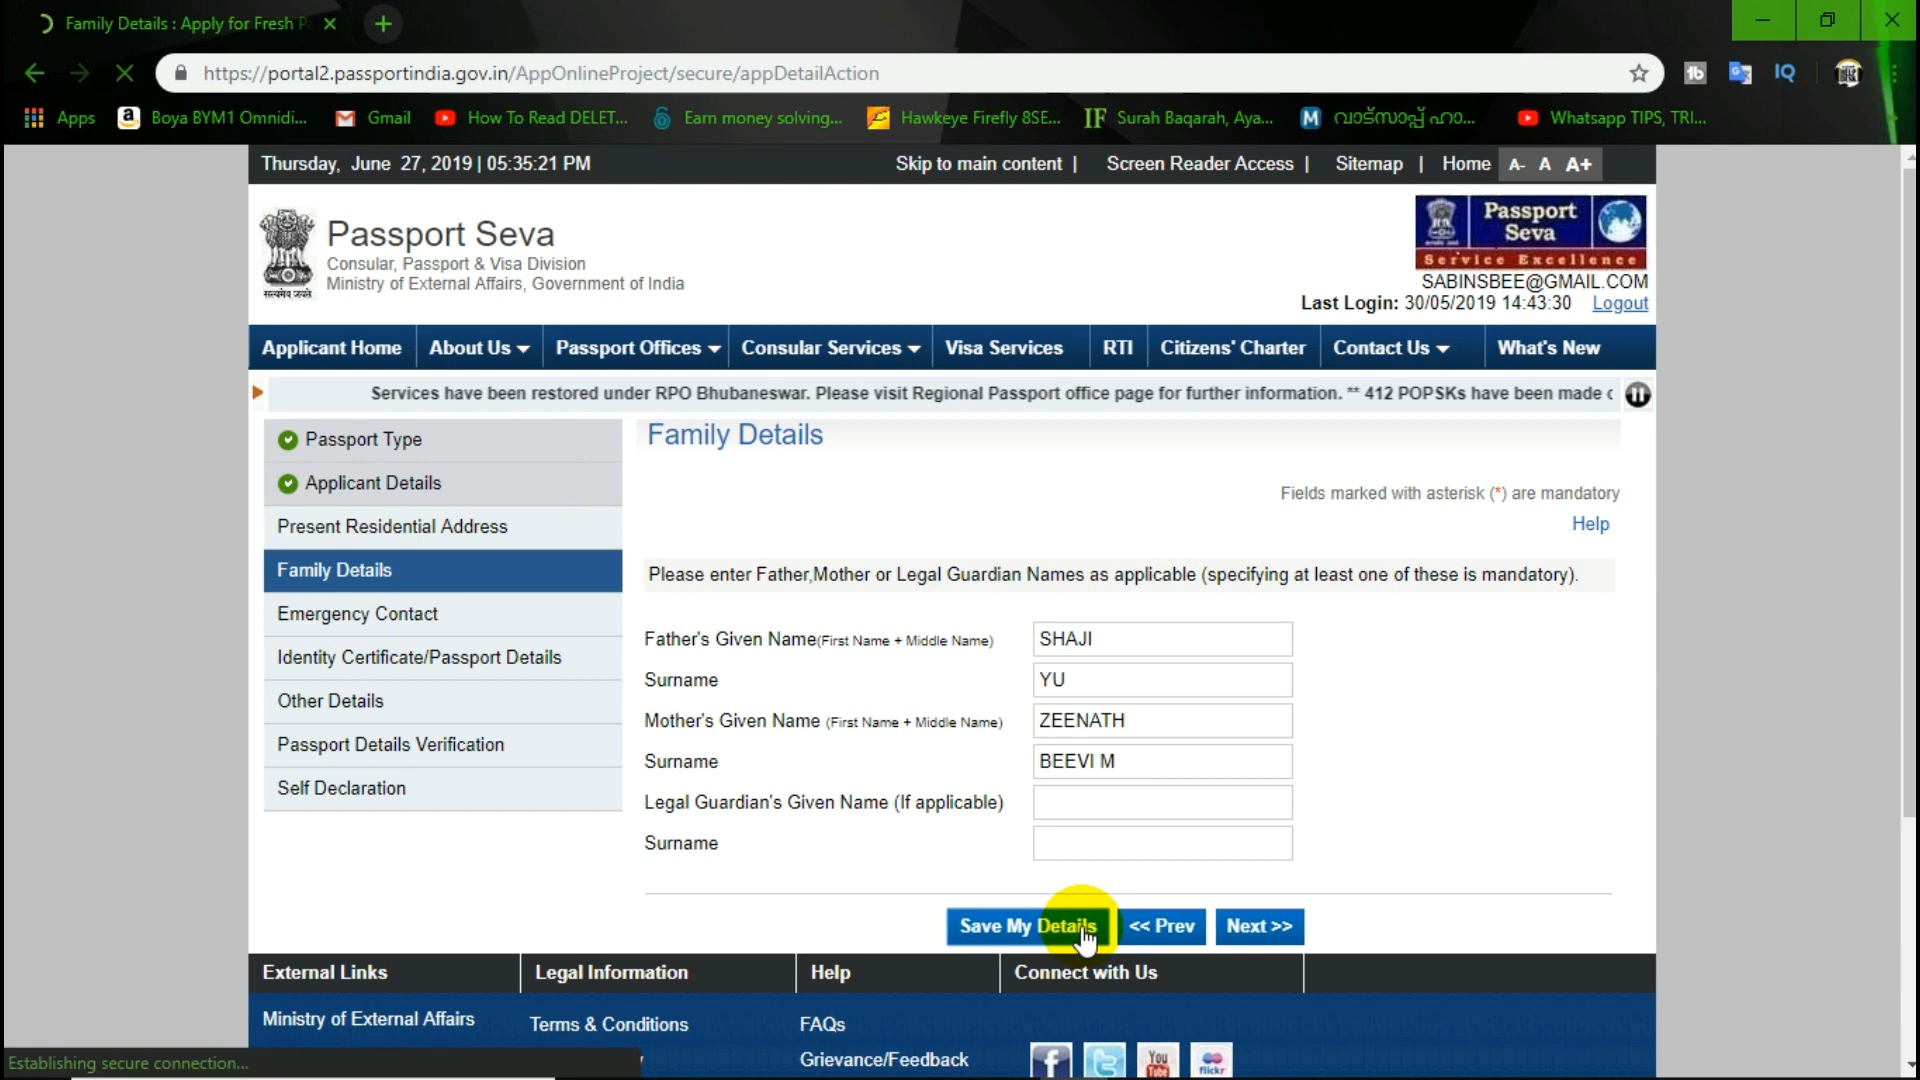 Family Details : Apply for Fresh P
https://portal2.passportindia.gov.in/AppOnlineProject/secure/appDetailAction
Apps
Boya BYM1 Omnidi...
Gmail
How To Read DELET...
Earn money solving...
Hawkeye Firefly 8SE...
IF Surah Baqarah, Aya...
M വാട്സാപ്പ് ഹാ...
Whatsapp TIPS, TRI...
Thursday, June 27, 2019 | 05:35:21 PM
Skip to main content | Screen Reader Access | Sitemap | Home A- A A+
Passport Seva
Consular, Passport & Visa Division
Ministry of External Affairs, Government of India
सत्यमेव जयते
Passport
Seva
Service Excellence
SABINSBEE@GMAIL.COM
Last Login: 30/05/2019 14:43:30 Logout
Applicant Home About Us Passport Offices Consular Services Visa Services RTI Citizens' Charter Contact Us What's New
Services have been restored under RPO Bhubaneswar. Please visit Regional Passport office page for further information. ** 412 POPSKs have been made
Passport Type
Applicant Details
Present Residential Address
Family Details
Emergency Contact
Identity Certificate/Passport Details
Other Details
Passport Details Verification
Self Declaration
Family Details
Fields marked with asterisk (*) are mandatory
Help
Please enter Father,Mother or Legal Guardian Names as applicable (specifying at least one of these is mandatory).
Father's Given Name(First Name + Middle Name) SHAJI
Surname YU
Mother's Given Name (First Name + Middle Name) ZEENATH
Surname BEEVI M
Legal Guardian's Given Name (If applicable)
Surname
Save My Details << Prev Next >>
External Links Legal Information Help Connect with Us
Ministry of External Affairs Terms & Conditions FAQs
Grievance/Feedback
f t You Tube flickr
Establishing secure connection...